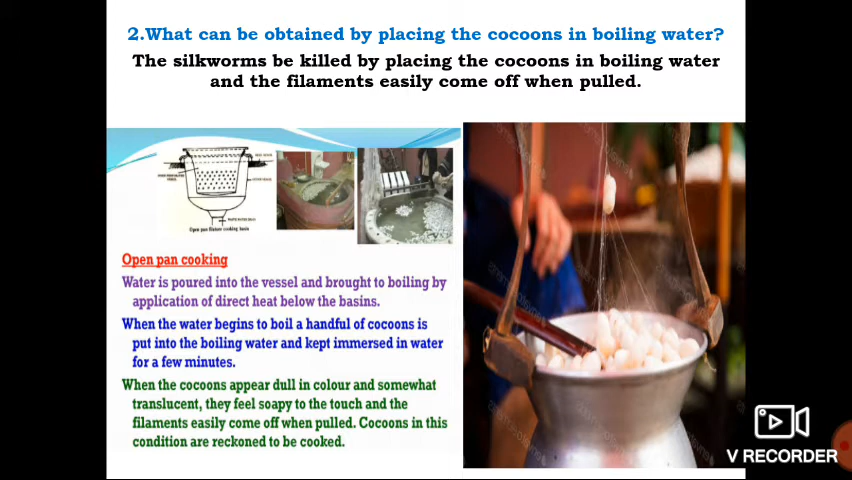 2.What can be obtained by placing the cocoons in boiling water?
The silkworms be killed by placing the cocoons in boiling water
and the filaments easily come off when pulled.
Open pan filature cooking basin
Open pan cooking
Water is poured into the vessel and brought to boiling by
application of direct heat below the basins.
When the water begins to boil a handful of cocoons is
put into the boiling water and kept immersed in water
for a few minutes.
When the cocoons appear dull in colour and somewhat
translucent, they feel soapy to the touch and the
filaments easily come off when pulled. Cocoons in this
condition are reckoned to be cooked.
V RECORDER